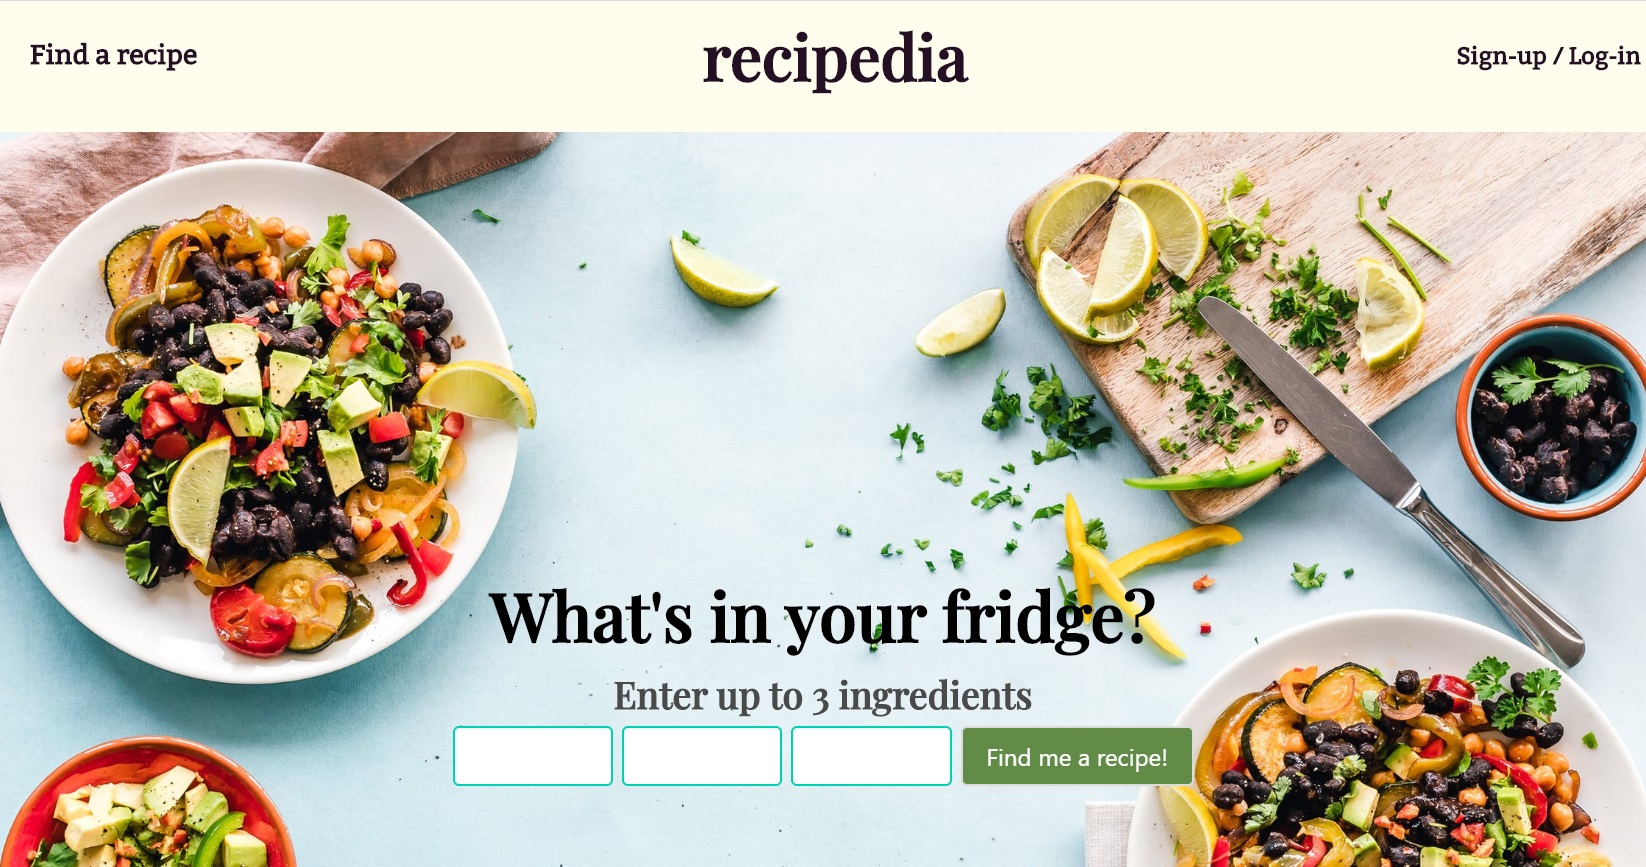 Find a recipe
recipedia
Sign-up / Log-in
What's in your fridge?
Enter up to 3 ingredients
Find me a recipe!